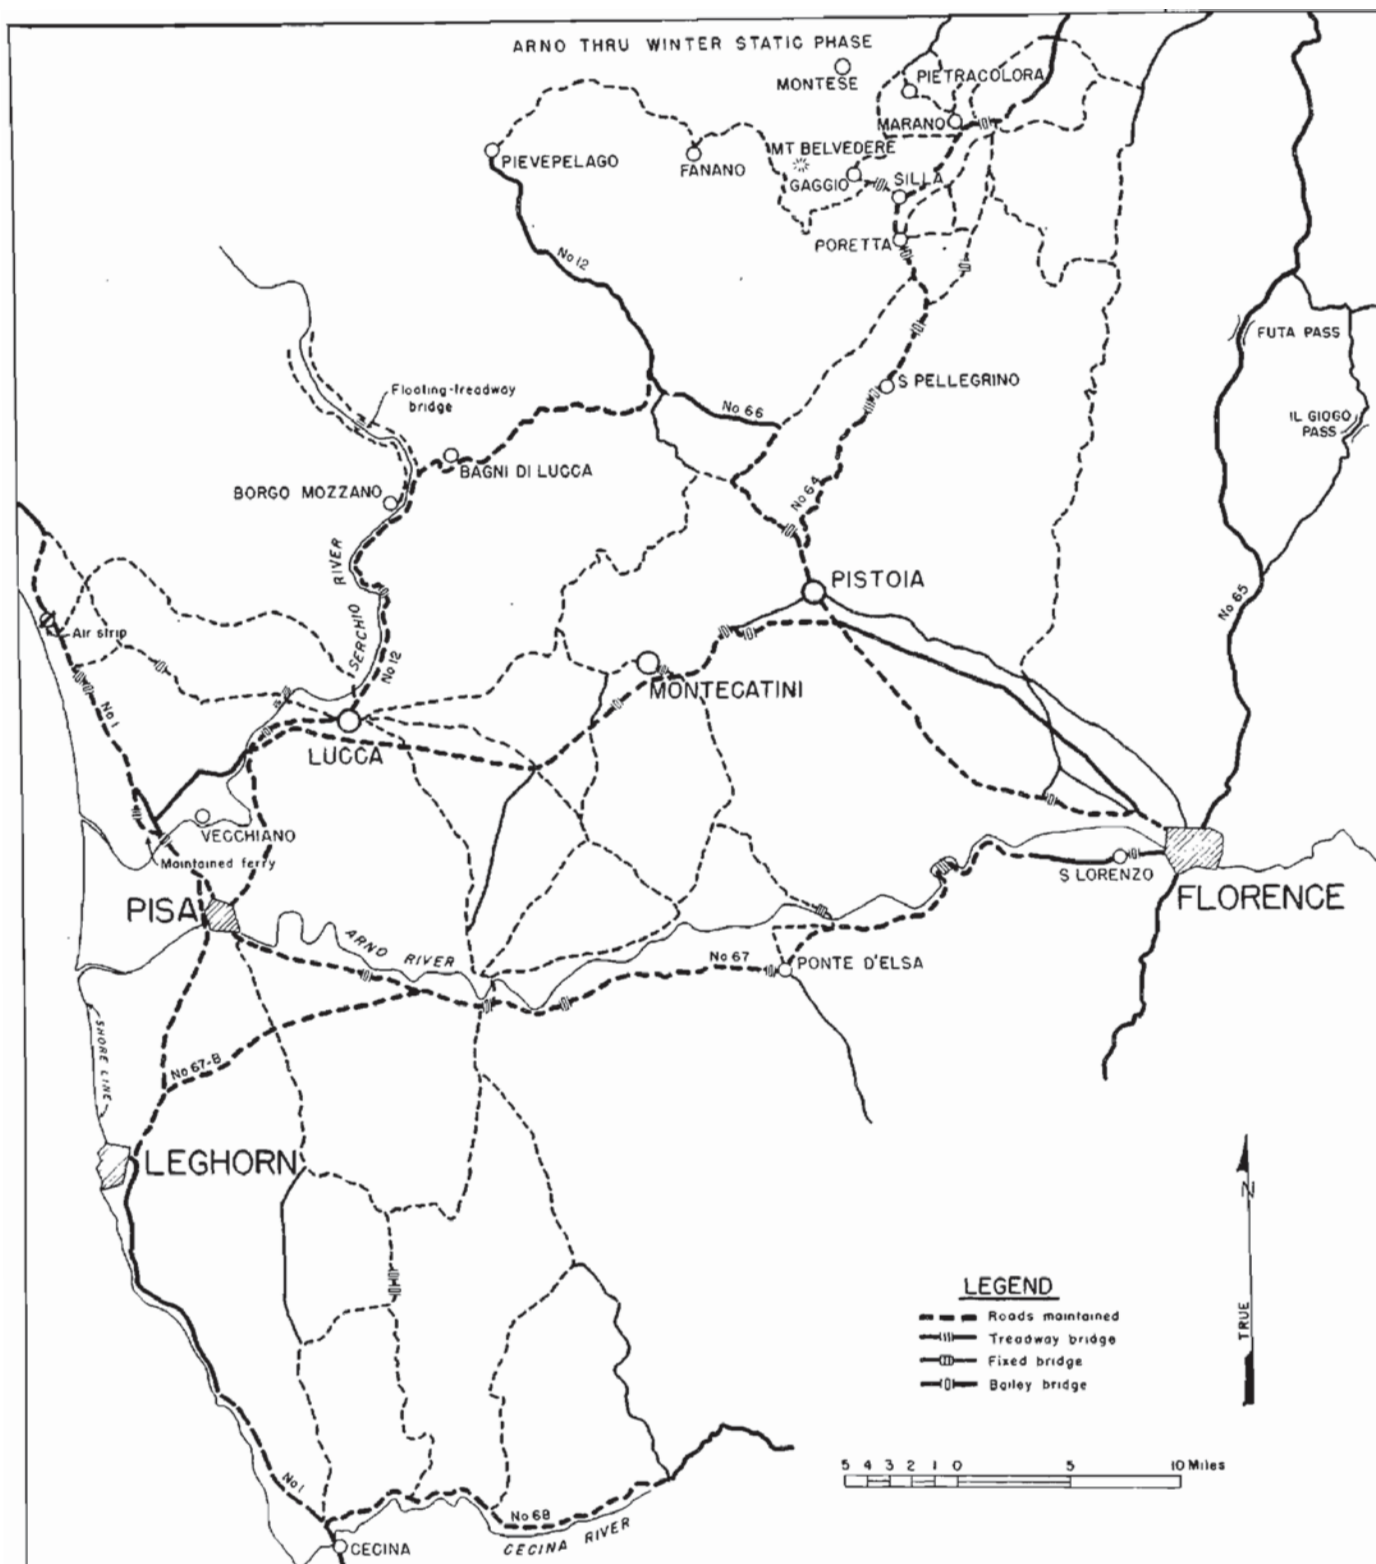 ARNO THRU WINTER STATIC PHASE
MONTESE
PIETRACOLORA
MARANO
MT BELVEDERE
PIEVEPELAGO
FANANO
GAGGIO
SILLA
PORETTA
No 12
FUTA PASS
S PELLEGRINO
Floating-treadway
bridge
No 66
IL GIOGO
PASS
BAGNI DI LUCCA
BORGO MOZZANO
No 64
RIVER
SERCHIO
PISTOIA
No 65
Air strip
No 12
MONTECATINI
No 1
LUCCA
VECCHIANO
Maintained ferry
S LORENZO
PISA
FLORENCE
ARNO RIVER
No 67
PONTE D'ELSA
SHORE LINE
No 67-B
LEGHORN
N
TRUE
LEGEND
Roads maintained
Treadway bridge
Fixed bridge
Bailey bridge
5 4 3 2 1 0 5 10 Miles
No 1
No 68
CECINA RIVER
CECINA